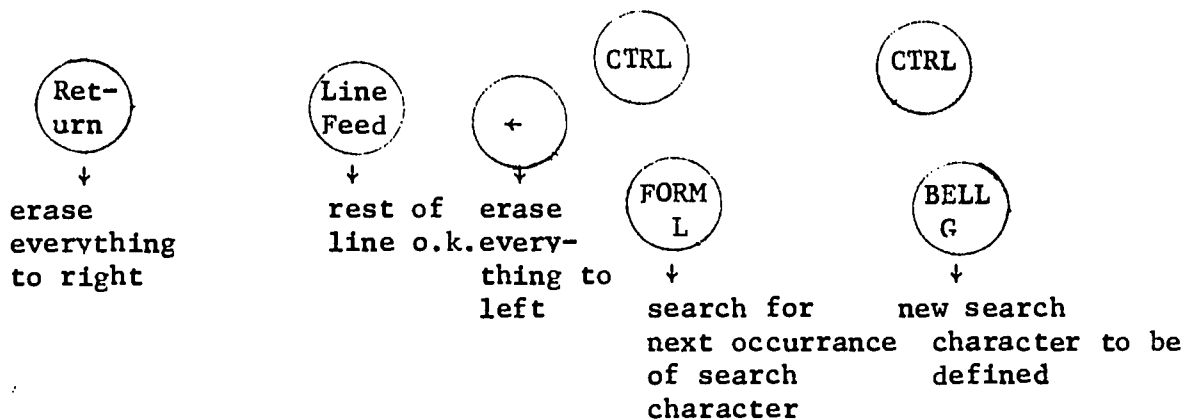 CTRL
CTRL
Ret-
urn
Line
Feed
←
FORM
L
BELL
G
↓
erase
everything
to right
↓
rest of
line o.k.
↓
erase
every-
thing to
left
↓
search for
next occurrance
of search
character
↓
new search
character to be
defined